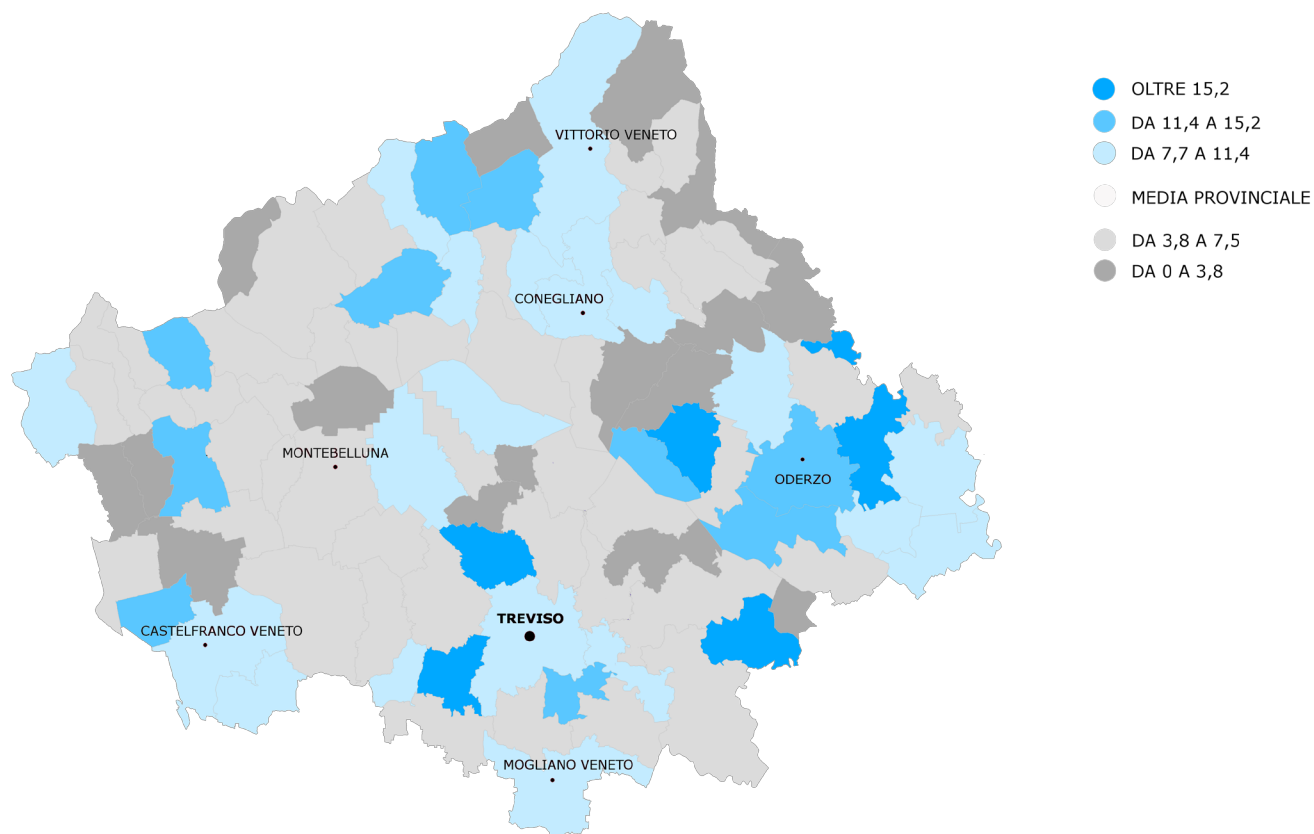 OLTRE 15,2
DA 11,4 A 15,2
VITTORIO VENETO
DA 7,7 A 11,4
MEDIA PROVINCIALE
DA 3,8 A 7,5
DA 0 A 3,8
CONEGLIANO
MONTEBELLUNA
ODERZO
TREVISO
CASTELFRANCO VENETO
MOGLIANO VENETO